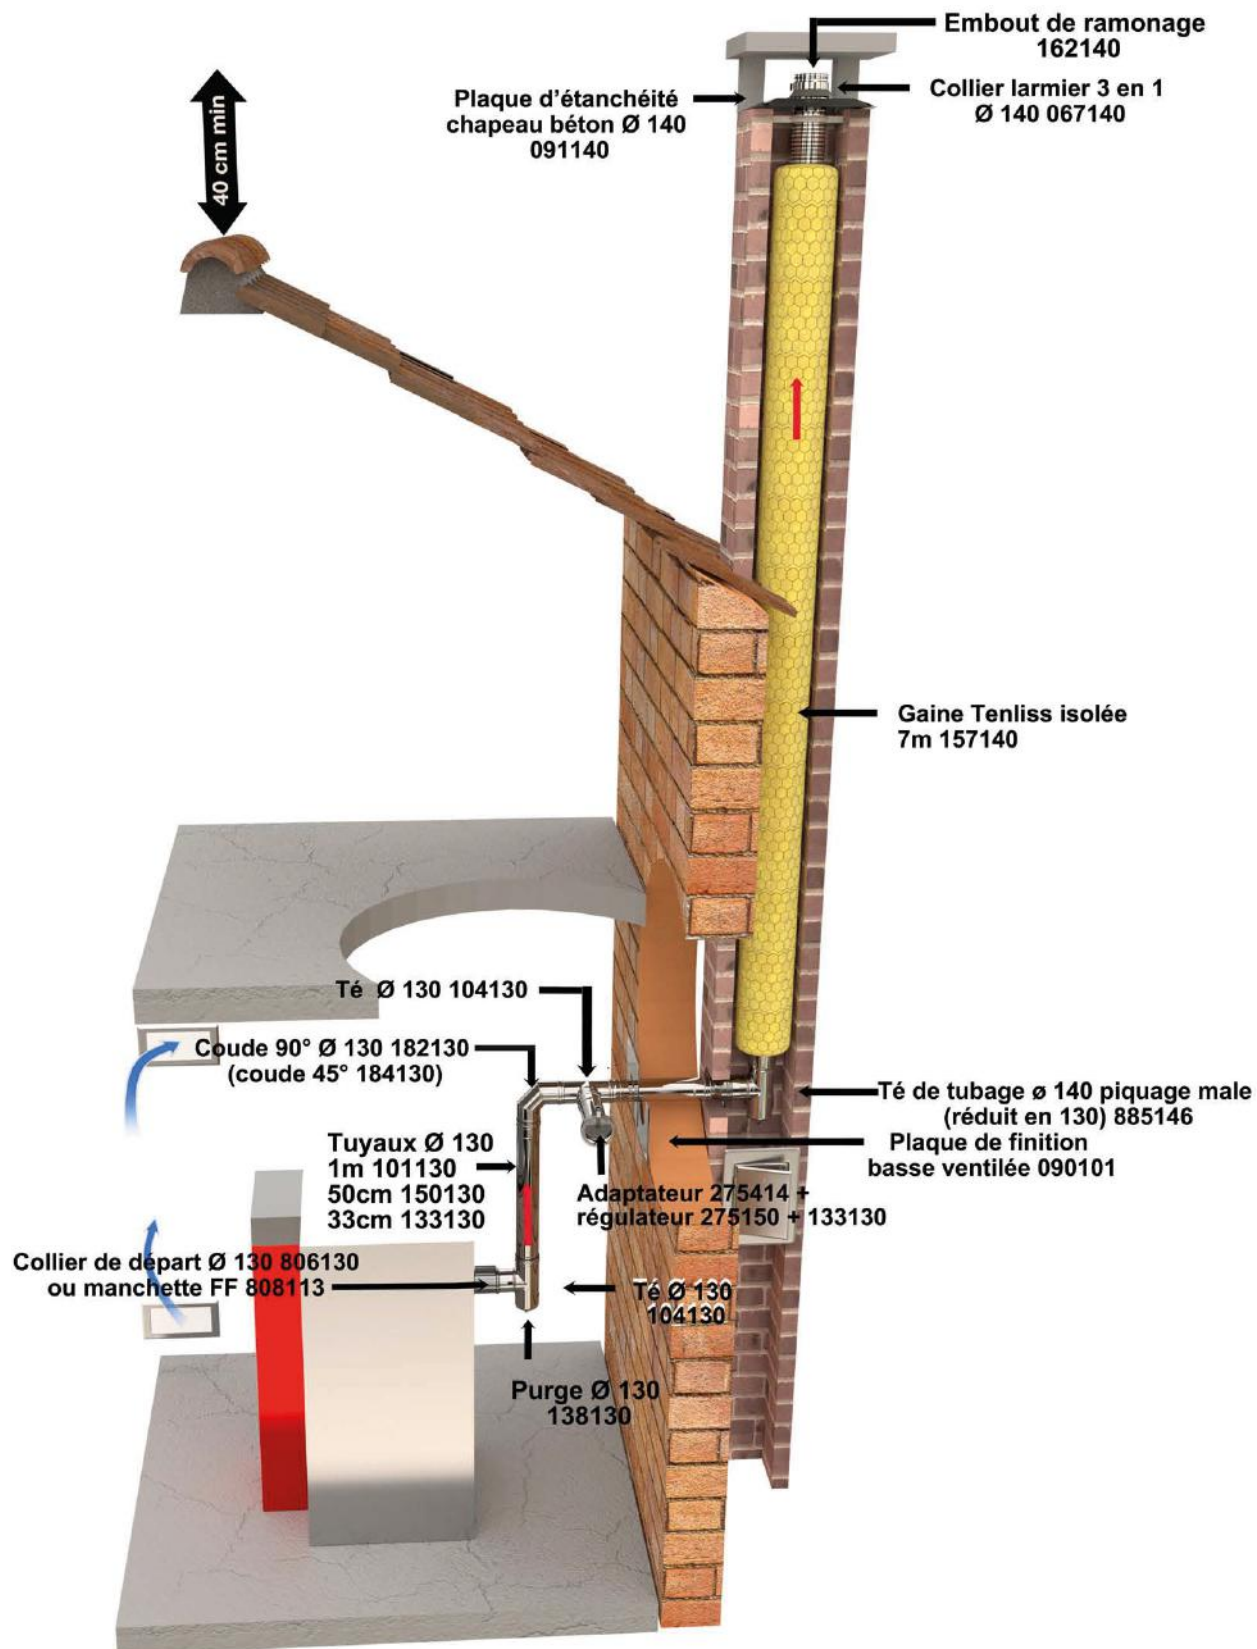 Embout de ramonage
162140
Plaque d'étanchéité
chapeau béton Ø 140
091140
Collier larmier 3 en 1
Ø 140 067140
40 cm min
Gaine Tenliss isolée
7m 157140
Té Ø 130 104130
Coude 90° Ø 130 182130
(coude 45° 184130)
Té de tubage ø 140 piquage male
(réduit en 130) 885146
Plaque de finition
basse ventilée 090101
Tuyaux Ø 130
1m 101130
50cm 150130
33cm 133130
Adaptateur 275414 +
régulateur 275150 + 133130
Collier de départ Ø 130 806130
ou manchette FF 808113
Té Ø 130
104130
Purge Ø 130
138130